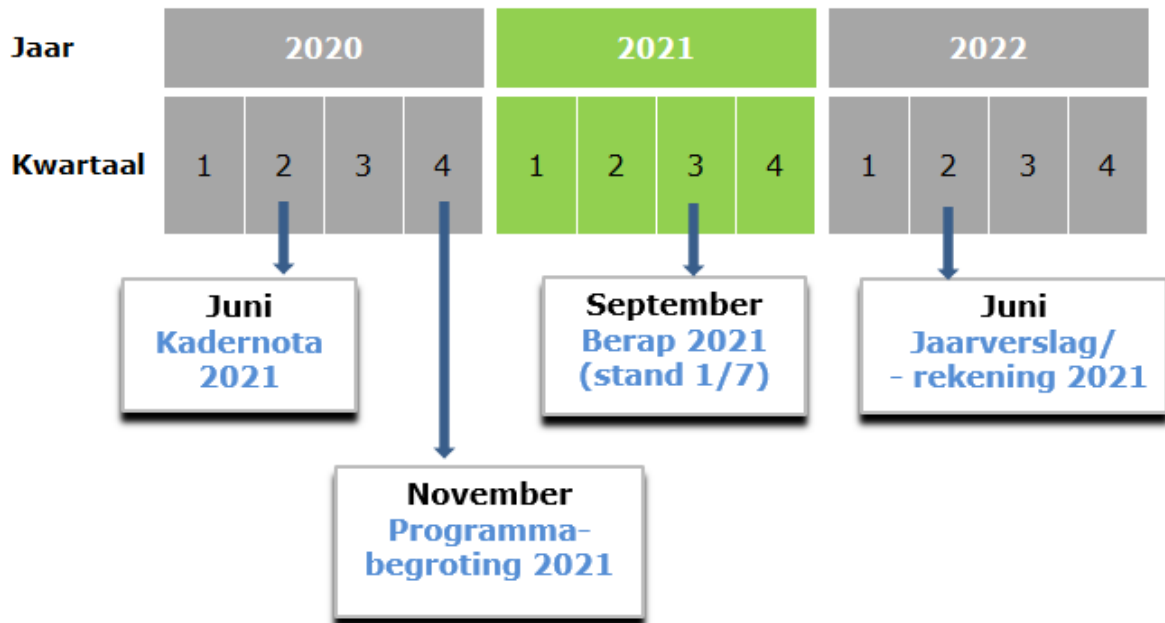 Jaar 2020 2021 2022
Kwartaal 1 2 3 4 1 2 3 4 1 2 3 4
Juni
Kadernota
2021
November
Programma-
begroting 2021
September
Berap 2021
(stand 1/7)
Juni
Jaarverslag/
- rekening 2021